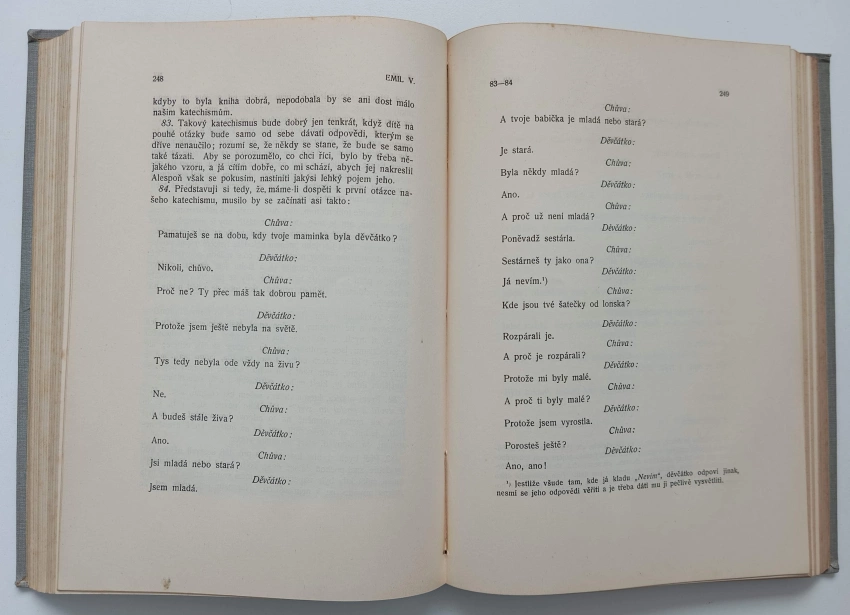 248
EMIL V.
kdyby to byla kniha dobrá, nepodobala by se ani dost málo
našim katechismům.
83. Takový katechismus bude dobrý jen tenkrát, když dítě na
pouhé otázky bude samo od sebe dávati odpovědi, kterým se
dříve nenaučilo; rozumí se, že někdy se stane, že bude se samo
také tázati. Aby se porozumělo, co chci říci, bylo by třeba ně-
jakého vzoru, a já cítím dobře, co mi schází, abych jej nakreslil
Alespoň však se pokusím, nastíniti jakýsi lehký pojem jeho.
84. Představuji si tedy, že, máme-li dospěti k první otázce na-
šeho katechismu, musilo by se začínati asi takto:
Chůva:
Pamatuješ se na dobu, kdy tvoje maminka byla děvčátko?
Děvčátko:
Nikoli, chůvo.
Chůva:
Proč ne? Ty přec máš tak dobrou pamět.
Děvčátko:
Protože jsem ještě nebyla na světě.
Chůva:
Tys tedy nebyla ode vždy na živu?
Děvčátko:
Ne.
Chůva:
A budeš stále živa?
Děvčátko:
Ano.
Chůva:
Jsi mladá nebo stará?
Děvčátko:
Jsem mladá.
83—84
249
Chůva:
A tvoje babička je mladá nebo stará?
Děvčátko:
Je stará.
Chůva:
Byla někdy mladá?
Děvčátko:
Ano.
Chůva:
A proč už není mladá?
Děvčátko:
Poněvadž sestárla.
Chůva:
Sestárneš ty jako ona?
Děvčátko:
Já nevím.¹)
Chůva:
Kde jsou tvé šatečky od lonska?
Děvčátko:
Rozpárali je.
Chůva:
A proč je rozpárali?
Děvčátko:
Protože mi byly malé.
Chůva:
A proč ti byly malé?
Děvčátko:
Protože jsem vyrostla.
Chůva:
Porosteš ještě?
Děvčátko:
Ano, ano!
¹) Jestliže všude tam, kde já kladu „Nevím“, děvčátko odpoví jinak,
nesmí se jeho odpovědi věřiti a je třeba dáti mu ji pečlivě vysvětliti.